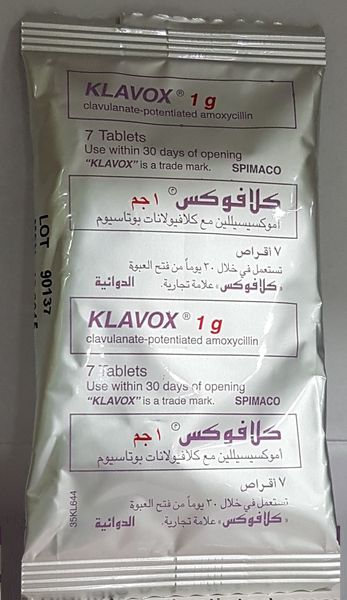 KLAVOX ® 1 g
clavulanate-potentiated amoxycillin
7 Tablets
Use within 30 days of opening
"KLAVOX" is a trade mark. SPIMACO
كلافوكس ® ١ جم
اموكسيسيللين مع كلافيولانات بوتاسيوم
٧ اقراص
تستعمل في خلال ٣٠ يوماً من فتح العبوة
«كلافوكس» علامة تجارية. الدوائية
KLAVOX ® 1 g
clavulanate-potentiated amoxycillin
7 Tablets
Use within 30 days of opening
"KLAVOX" is a trade mark. SPIMACO
كلافوكس ® ١ جم
اموكسيسيللين مع كلافيولانات بوتاسيوم
٧ اقراص
تستعمل في خلال ٣٠ يوماً من فتح العبوة
«كلافوكس» علامة تجارية. الدوائية
LOT 90137
35KL644